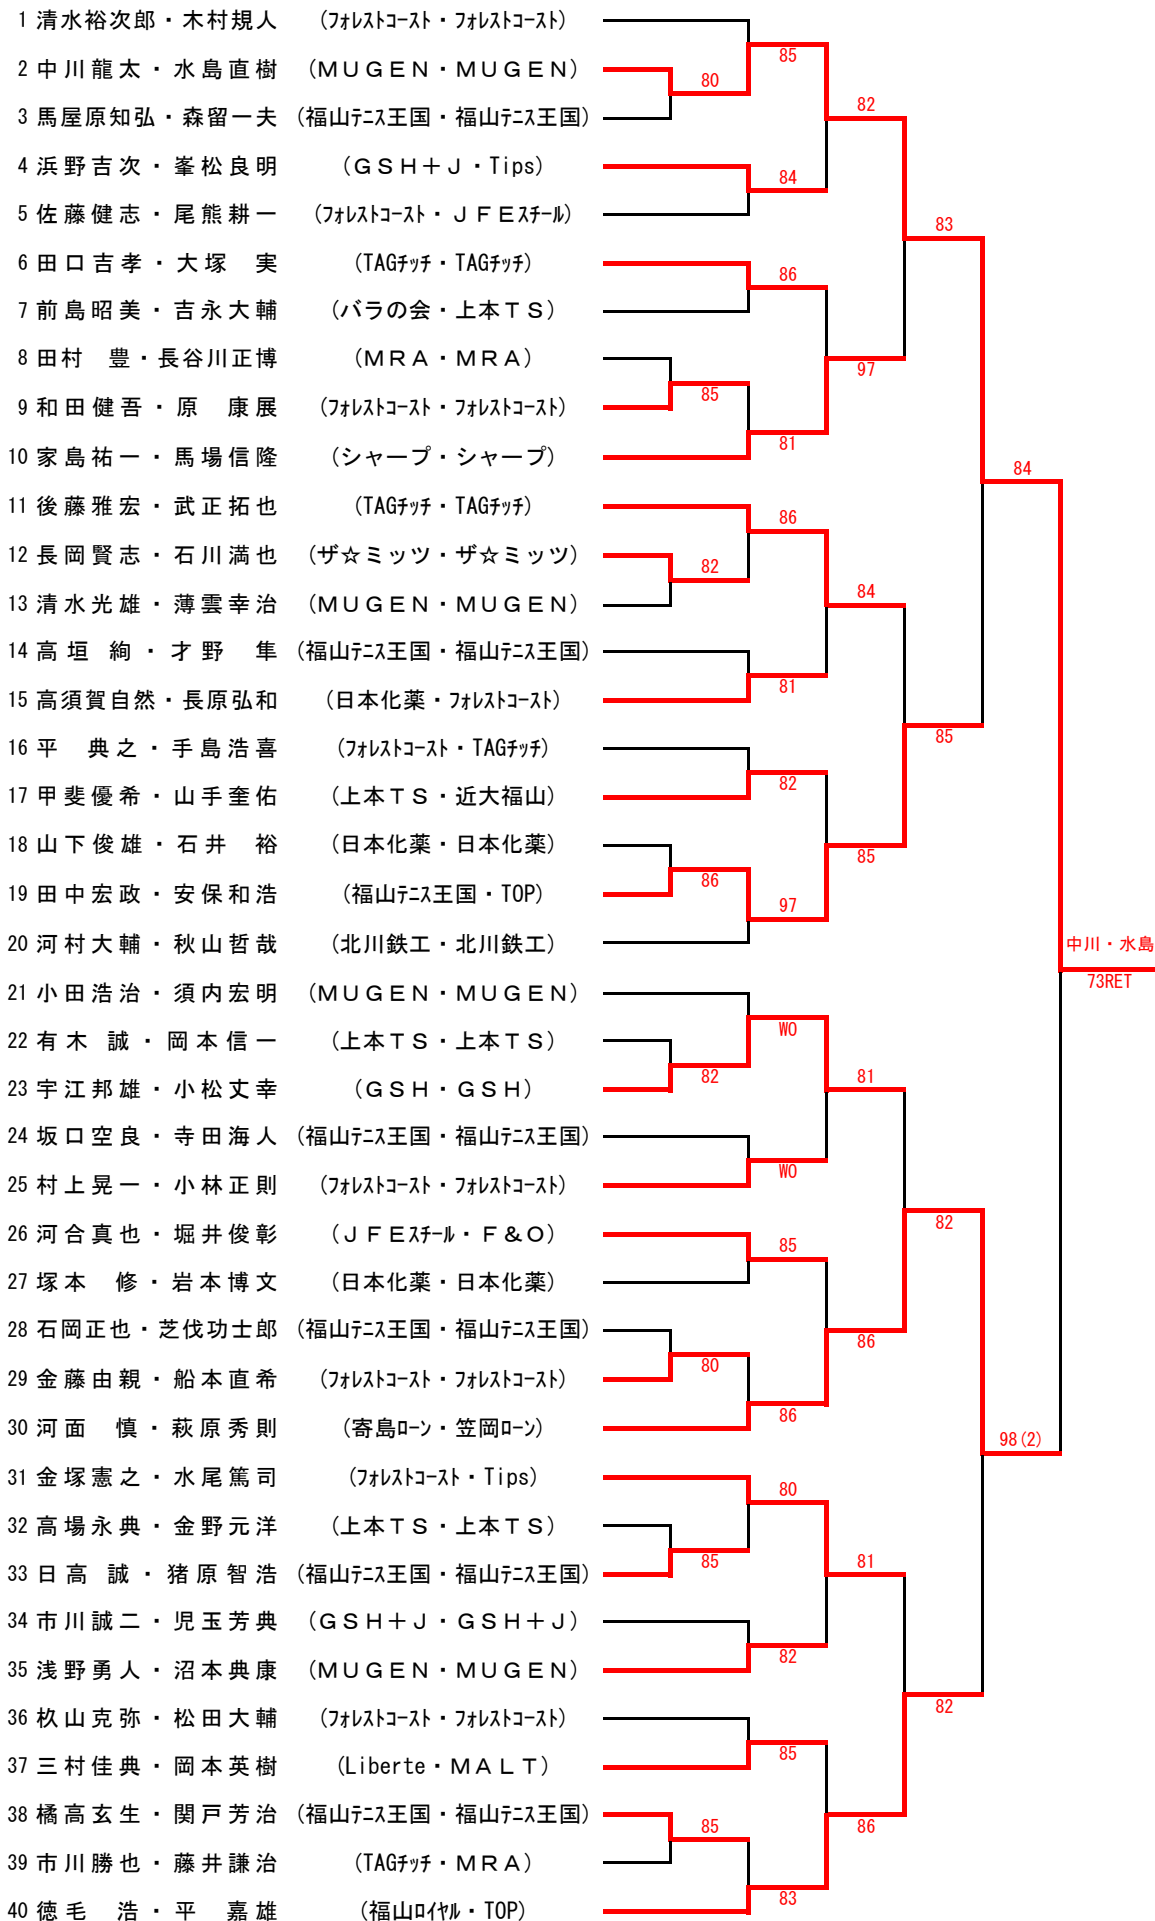 1 清水裕次郎・木村規人 (フォレストコースト・フォレストコースト)
85
2 中川龍太・水島直樹 (ＭＵＧＥＮ・ＭＵＧＥＮ)
80
82
3 馬屋原知弘・森留一夫 (福山テニス王国・福山テニス王国)
4 浜野吉次・峯松良明 (ＧＳＨ＋Ｊ・Tips)
84
5 佐藤健志・尾熊耕一 (フォレストコースト・ＪＦＥスチール)
83
6 田口吉孝・大塚　実 (TAGチッチ・TAGチッチ)
86
7 前島昭美・吉永大輔 (バラの会・上本ＴＳ)
8 田村　豊・長谷川正博 (ＭＲＡ・ＭＲＡ)
97
85
9 和田健吾・原　康展 (フォレストコースト・フォレストコースト)
81
10 家島祐一・馬場信隆 (シャープ・シャープ)
84
11 後藤雅宏・武正拓也 (TAGチッチ・TAGチッチ)
86
12 長岡賢志・石川満也 (ザ☆ミッツ・ザ☆ミッツ)
82
84
13 清水光雄・薄雲幸治 (ＭＵＧＥＮ・ＭＵＧＥＮ)
14 高垣 絢・才野　隼 (福山テニス王国・福山テニス王国)
81
15 高須賀自然・長原弘和 (日本化薬・フォレストコースト)
85
16 平　典之・手島浩喜 (フォレストコースト・TAGチッチ)
82
17 甲斐優希・山手奎佑 (上本ＴＳ・近大福山)
18 山下俊雄・石井　裕 (日本化薬・日本化薬)
85
86
19 田中宏政・安保和浩 (福山テニス王国・TOP)
97
20 河村大輔・秋山哲哉 (北川鉄工・北川鉄工)
中川・水島
73RET
21 小田浩治・須内宏明 (ＭＵＧＥＮ・ＭＵＧＥＮ)
WO
22 有木 誠・岡本信一 (上本ＴＳ・上本ＴＳ)
82
81
23 宇江邦雄・小松丈幸 (ＧＳＨ・ＧＳＨ)
24 坂口空良・寺田海人 (福山テニス王国・福山テニス王国)
WO
25 村上晃一・小林正則 (フォレストコースト・フォレストコースト)
82
26 河合真也・堀井俊彰 (ＪＦＥスチール・Ｆ＆Ｏ)
85
27 塚本　修・岩本博文 (日本化薬・日本化薬)
28 石岡正也・芝伐功士郎 (福山テニス王国・福山テニス王国)
86
80
29 金藤由親・船本直希 (フォレストコースト・フォレストコースト)
86
30 河面　慎・萩原秀則 (寄島ローン・笠岡ローン)
98(2)
31 金塚憲之・水尾篤司 (フォレストコースト・Tips)
80
32 高場永典・金野元洋 (上本ＴＳ・上本ＴＳ)
85
81
33 日高 誠・猪原智浩 (福山テニス王国・福山テニス王国)
34 市川誠二・児玉芳典 (ＧＳＨ＋Ｊ・ＧＳＨ＋Ｊ)
82
35 浅野勇人・沼本典康 (ＭＵＧＥＮ・ＭＵＧＥＮ)
82
36 杁山克弥・松田大輔 (フォレストコースト・フォレストコースト)
85
37 三村佳典・岡本英樹 (Liberte・ＭＡＬＴ)
38 橘高玄生・関戸芳治 (福山テニス王国・福山テニス王国)
85
86
39 市川勝也・藤井謙治 (TAGチッチ・ＭＲＡ)
83
40 徳毛　浩・平　嘉雄 (福山ロイヤル・TOP)